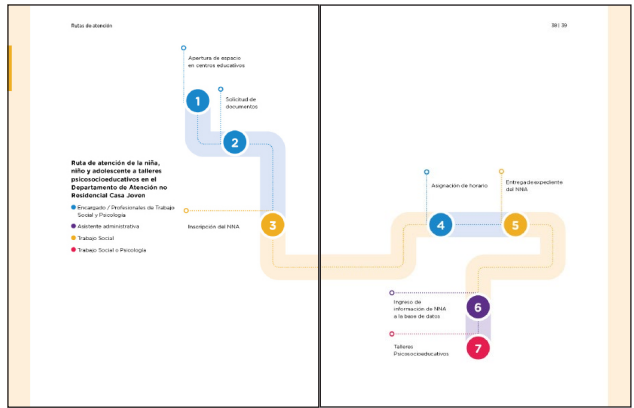 Rutas de atención
38 | 39
Apertura de espacio
en centros educativos
1
Solicitud de
documentos
2
Ruta de atención de la niña,
niño y adolescente a talleres
psicosocioeducativos en el
Departamento de Atención no
Residencial Casa Joven
Encargado / Profesionales de Trabajo
Social y Psicología
Asistente administrativa
Trabajo Social
Trabajo Social o Psicología
Inscripción del NNA
3
Asignación de horario
4
Entrega de expediente
del NNA
5
Ingreso de
información de NNA
a la base de datos
6
Talleres
Psicosocioeducativos
7